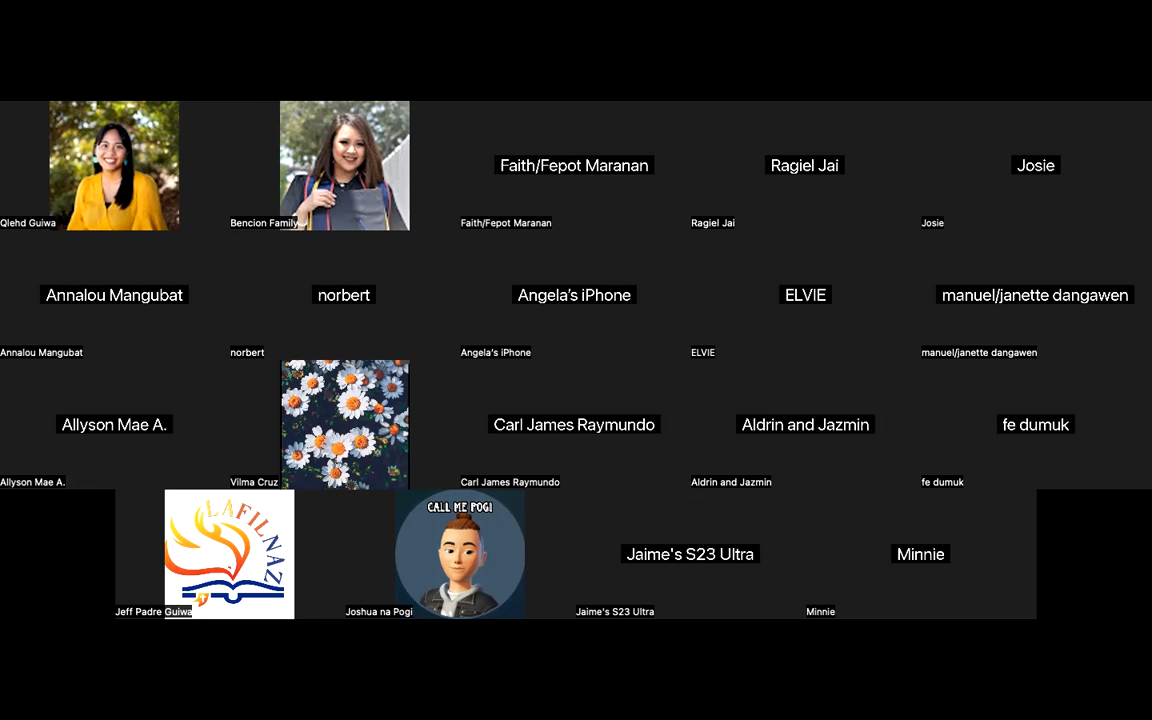 Qlehd Guiwa
Bencion Family
Faith/Fepot Maranan
Faith/Fepot Maranan
Ragiel Jai
Ragiel Jai
Josie
Josie
Annalou Mangubat
Annalou Mangubat
norbert
norbert
Angela's iPhone
Angela's iPhone
ELVIE
ELVIE
manuel/janette dangawen
manuel/janette dangawen
Allyson Mae A.
Allyson Mae A.
Vilma Cruz
Carl James Raymundo
Carl James Raymundo
Aldrin and Jazmin
Aldrin and Jazmin
fe dumuk
fe dumuk
LAFILNAZ
Jeff Padre Guiwa
CALL ME POGI
Joshua na Pogi
Jaime's S23 Ultra
Jaime's S23 Ultra
Minnie
Minnie